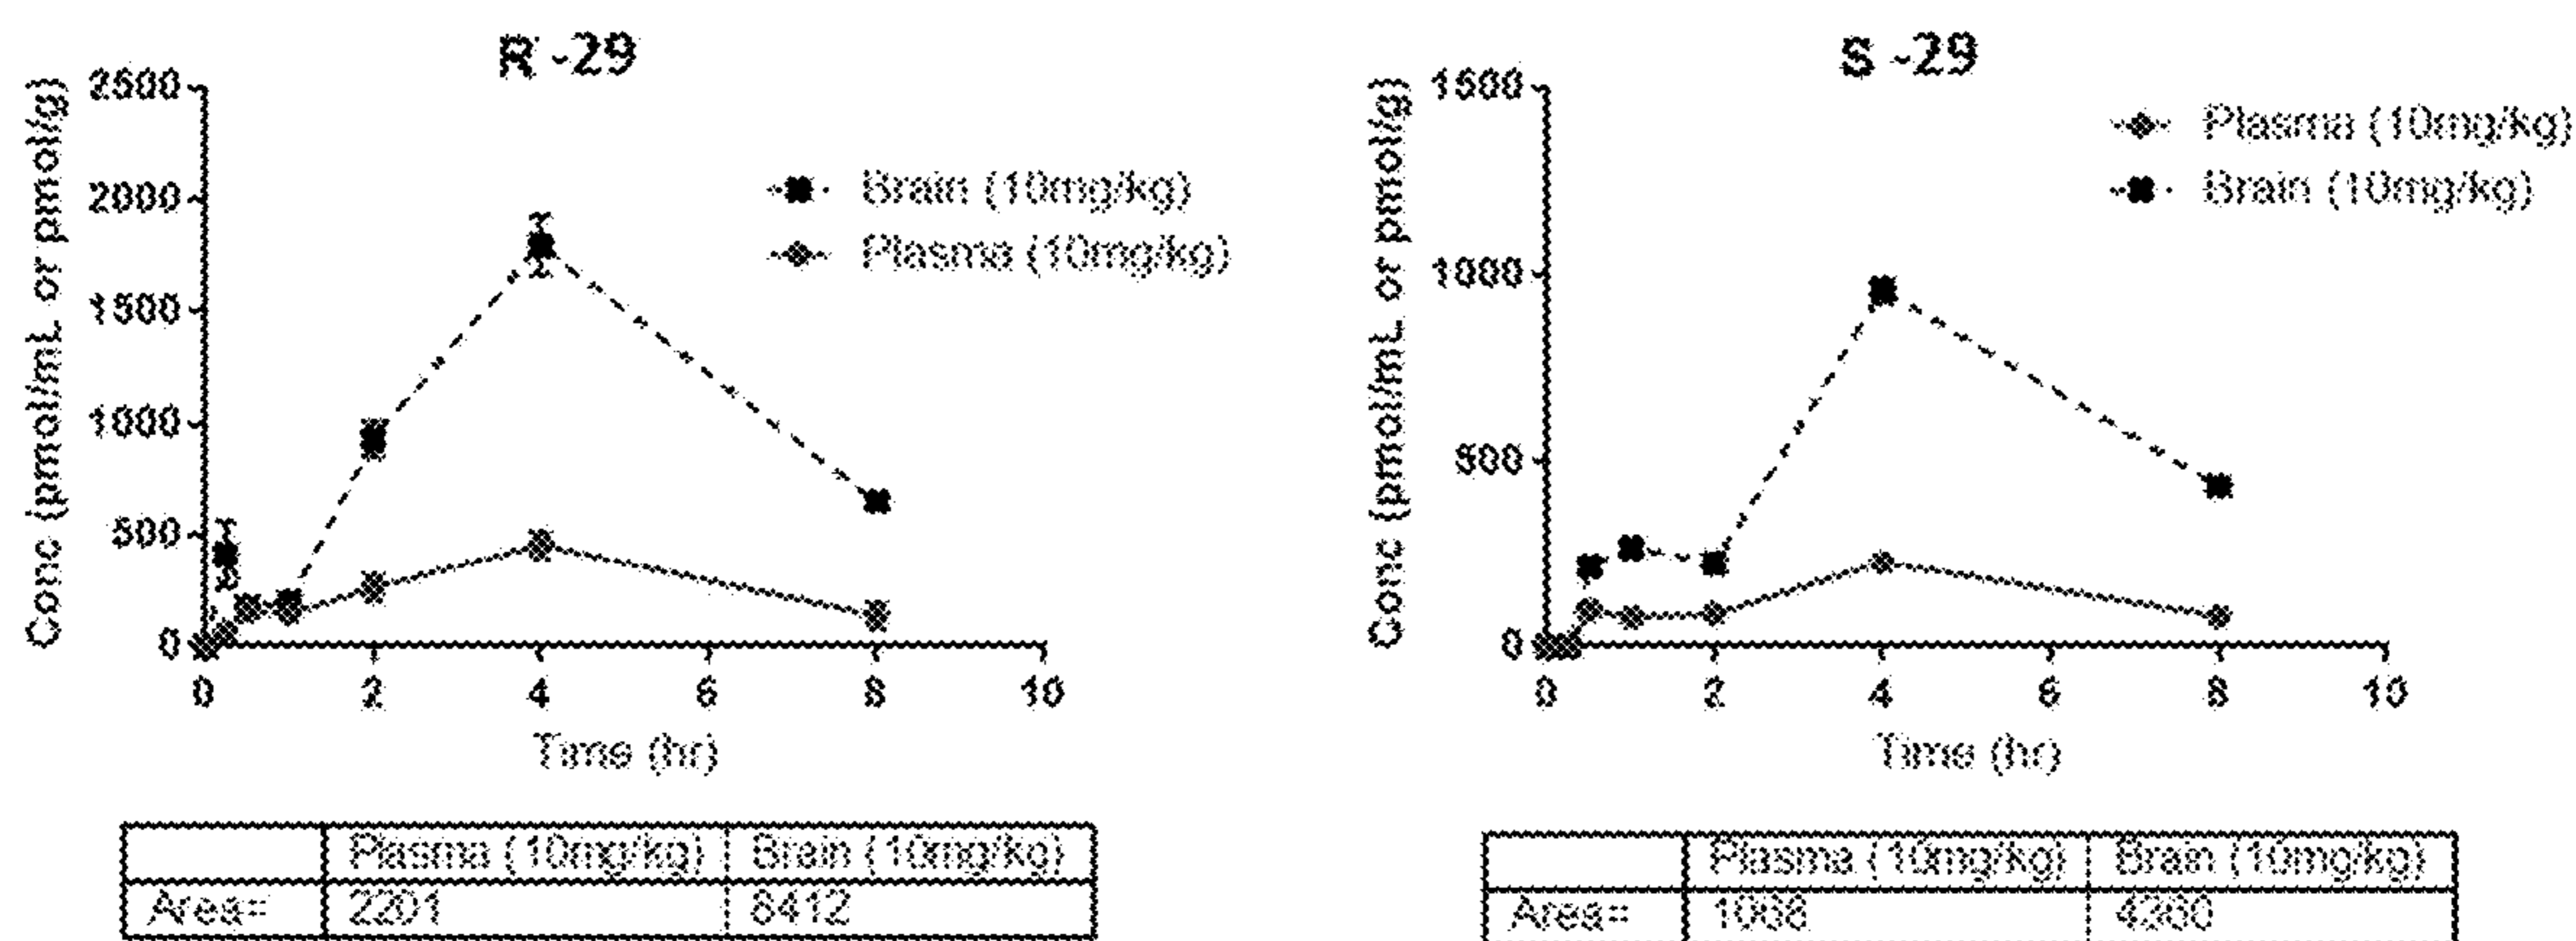 R -29
Conc (pmol/mL or pmol/g)
2500
2000
1500
1000
500
0
Brain (10mg/kg)
Plasma (10mg/kg)
0 2 4 6 8 10
Time (hr)
Plasma (10mg/kg) Brain (10mg/kg)
Area= 2201 8412
S -29
Conc (pmol/mL or pmol/g)
1500
1000
500
0
Plasma (10mg/kg)
Brain (10mg/kg)
0 2 4 6 8 10
Time (hr)
Plasma (10mg/kg) Brain (10mg/kg)
Area=